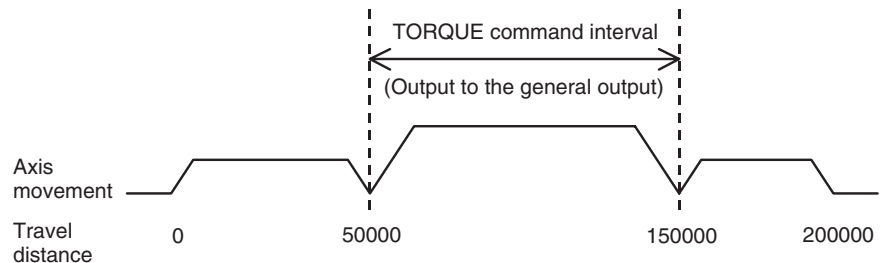 TORQUE command interval
(Output to the general output)
Axis
movement
Travel
distance
0
50000
150000
200000